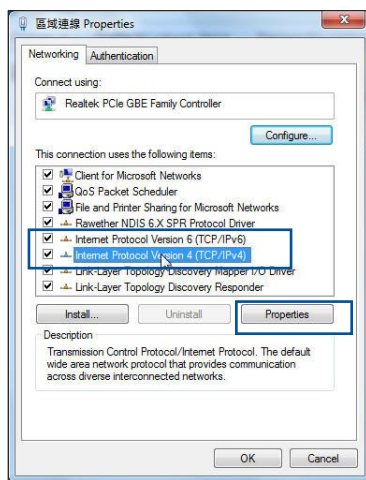 區域連線 Properties
Networking Authentication
Connect using:
Realtek PCIe GBE Family Controller
Configure...
This connection uses the following items:
Client for Microsoft Networks
QoS Packet Scheduler
File and Printer Sharing for Microsoft Networks
Rawether NDIS 6.X SPR Protocol Driver
Internet Protocol Version 6 (TCP/IPv6)
Internet Protocol Version 4 (TCP/IPv4)
Link-Layer Topology Discovery Mapper I/O Driver
Link-Layer Topology Discovery Responder
Install... Uninstall Properties
Description
Transmission Control Protocol/Internet Protocol. The default
wide area network protocol that provides communication
across diverse interconnected networks.
OK Cancel